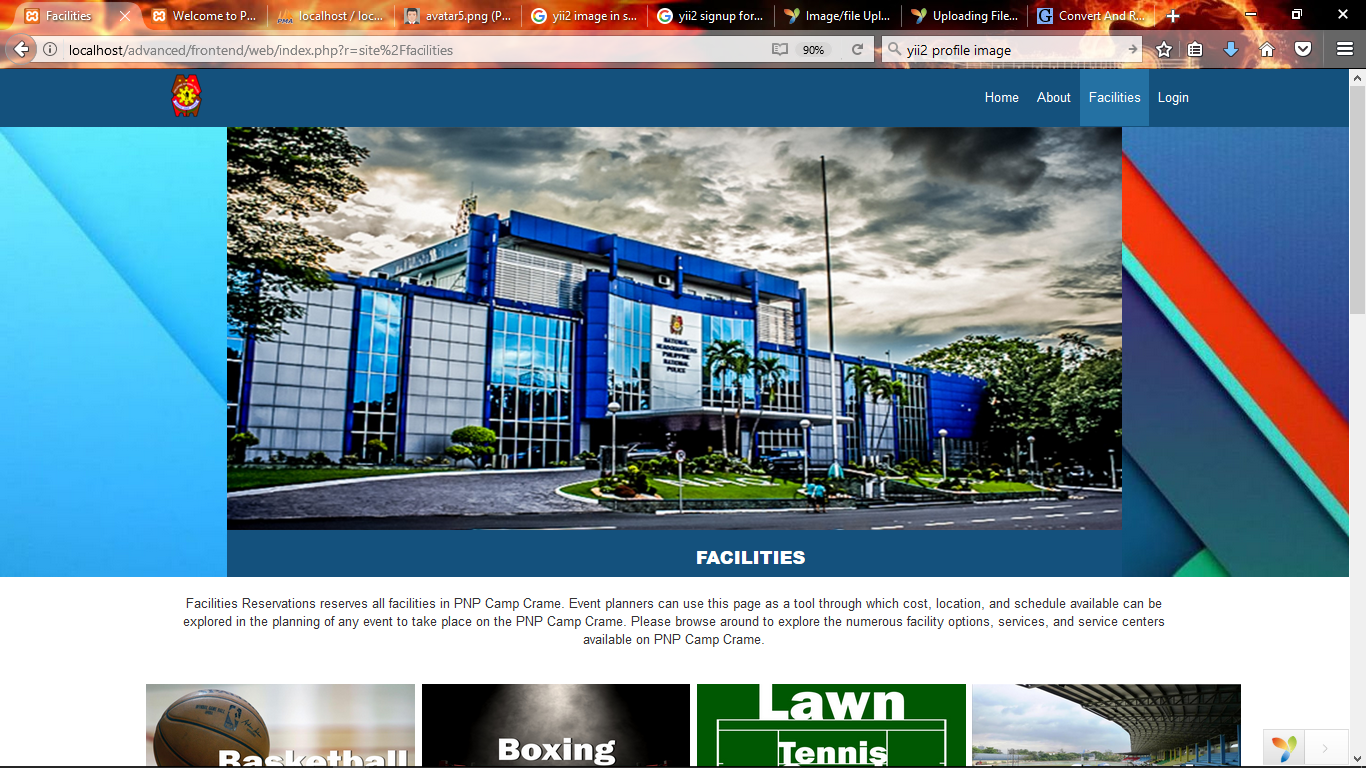 Facilities
Welcome to P...
PMA
localhost / loc...
avatar5.png (P...
yii2 image in s...
yii2 signup for...
Image/file Upl...
Uploading File...
Convert And R...
localhost/advanced/frontend/web/index.php?r=site%2Ffacilities
90%
yii2 profile image
Home
About
Facilities
Login
NATIONAL
HEADQUARTERS
PHILIPPINE
NATIONAL
POLICE
NHQ
FACILITIES
Facilities Reservations reserves all facilities in PNP Camp Crame. Event planners can use this page as a tool through which cost, location, and schedule available can be
explored in the planning of any event to take place on the PNP Camp Crame. Please browse around to explore the numerous facility options, services, and service centers
available on PNP Camp Crame.
Basketball
Boxing
Lawn
Tennis